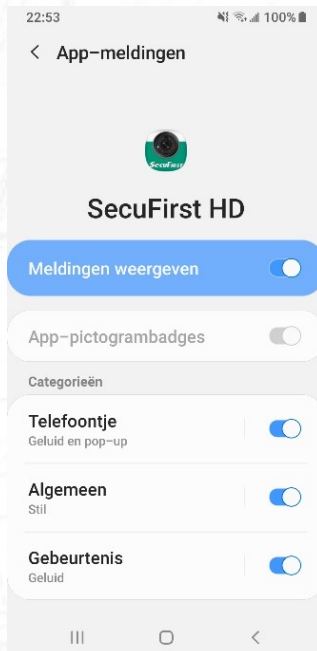 22:53
100%
App-meldingen
SecuFirst
SecuFirst HD
Meldingen weergeven
App-pictogrambadges
Categorieën
Telefoontje
Geluid en pop-up
Algemeen
Stil
Gebeurtenis
Geluid